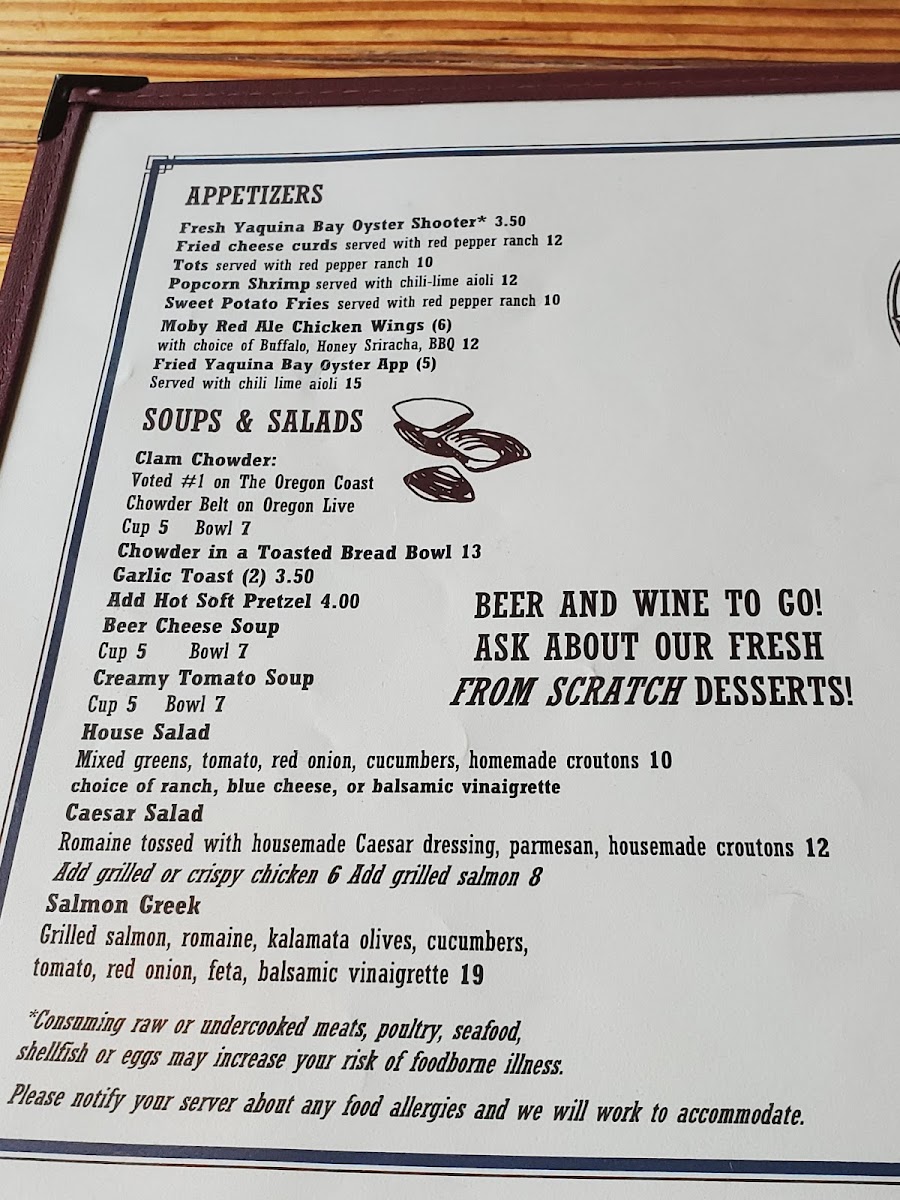 APPETIZERS
Fresh Yaquina Bay Oyster Shooter* 3.50
Fried cheese curds served with red pepper ranch 12
Tots served with red pepper ranch 10
Popcorn Shrimp served with chili-lime aioli 12
Sweet Potato Fries served with red pepper ranch 10
Moby Red Ale Chicken Wings (6)
with choice of Buffalo, Honey Sriracha, BBQ 12
Fried Yaquina Bay Oyster App (5)
Served with chili lime aioli 15
SOUPS & SALADS
Clam Chowder:
Voted #1 on The Oregon Coast
Chowder Belt on Oregon Live
Cup 5 Bowl 7
Chowder in a Toasted Bread Bowl 13
Garlic Toast (2) 3.50
Add Hot Soft Pretzel 4.00
Beer Cheese Soup
Cup 5 Bowl 7
Creamy Tomato Soup
Cup 5 Bowl 7
BEER AND WINE TO GO!
ASK ABOUT OUR FRESH
FROM SCRATCH DESSERTS!
House Salad
Mixed greens, tomato, red onion, cucumbers, homemade croutons 10
choice of ranch, blue cheese, or balsamic vinaigrette
Caesar Salad
Romaine tossed with housemade Caesar dressing, parmesan, housemade croutons 12
Add grilled or crispy chicken 6 Add grilled salmon 8
Salmon Greek
Grilled salmon, romaine, kalamata olives, cucumbers,
tomato, red onion, feta, balsamic vinaigrette 19
*Consuming raw or undercooked meats, poultry, seafood,
shellfish or eggs may increase your risk of foodborne illness.
Please notify your server about any food allergies and we will work to accommodate.